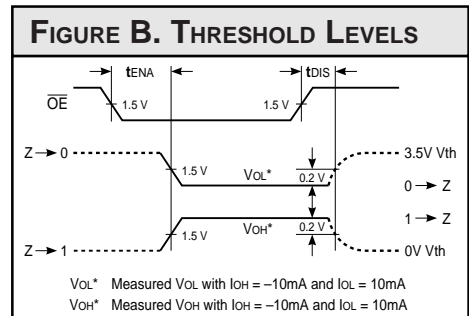 FIGURE B. THRESHOLD LEVELS
tENA tDIS
OE 1.5 V 1.5 V
Z → 0 1.5 V VOL* 0.2 V 3.5V Vth
0 → Z
1 → Z
Z → 1 1.5 V VOH* 0.2 V 0V Vth
VOL* Measured VOL with IOH = –10mA and IOL = 10mA
VOH* Measured VOH with IOH = –10mA and IOL = 10mA